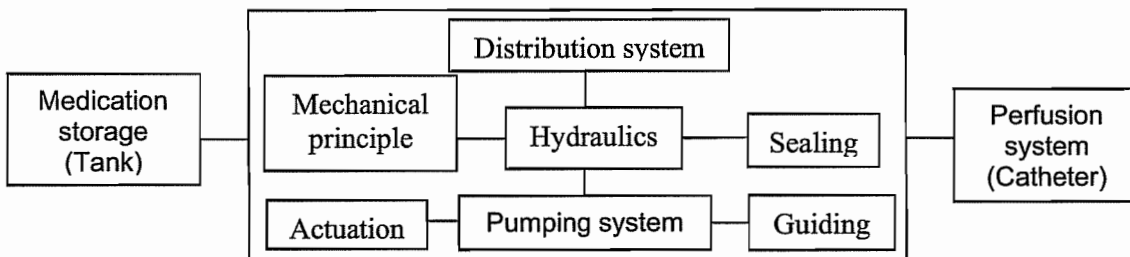 Medication
storage
(Tank)
Distribution system
Mechanical
principle
Hydraulics
Sealing
Actuation
Pumping system
Guiding
Perfusion
system
(Catheter)